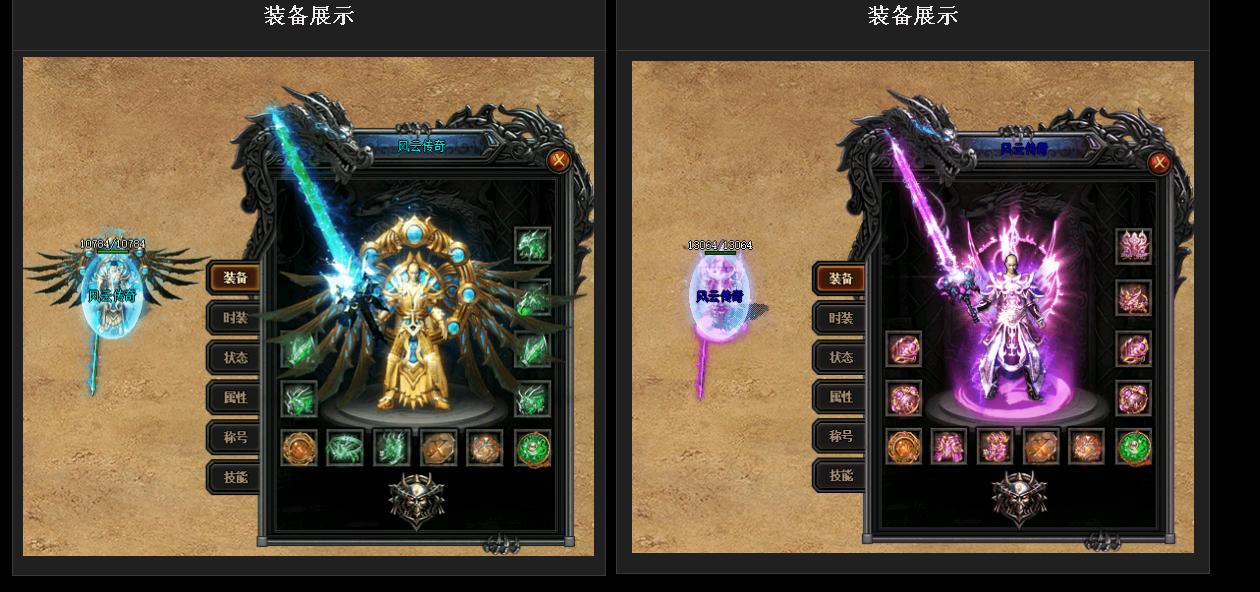 装备展示
风云传奇
10784/10784
风云传奇
装备
时装
状态
属性
称号
技能
装备展示
风云传奇
13064/13064
风云传奇
装备
时装
状态
属性
称号
技能